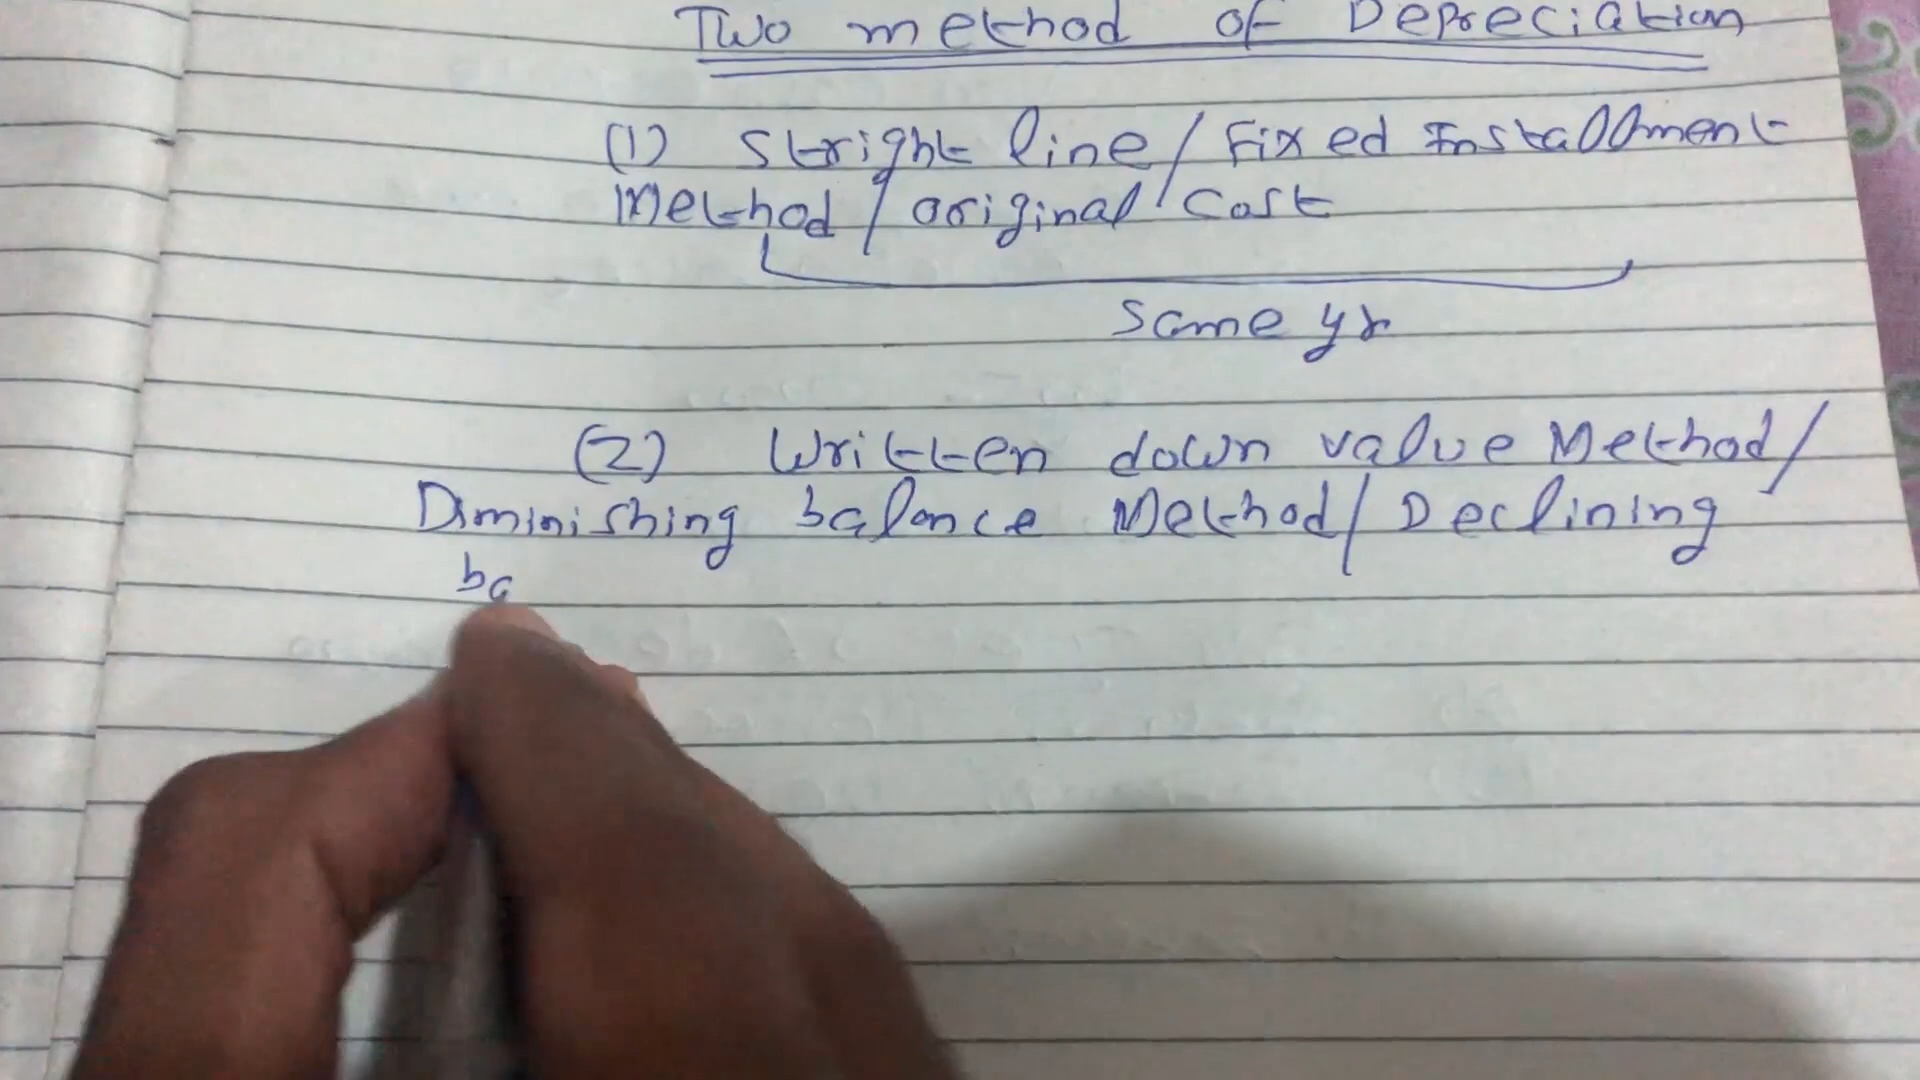 Two method of Depreciation
(1) Stright line / Fixed Installment
Method / original cost
Same yr
(2) Written down value Method /
Diminishing balance Method / Declining
ba